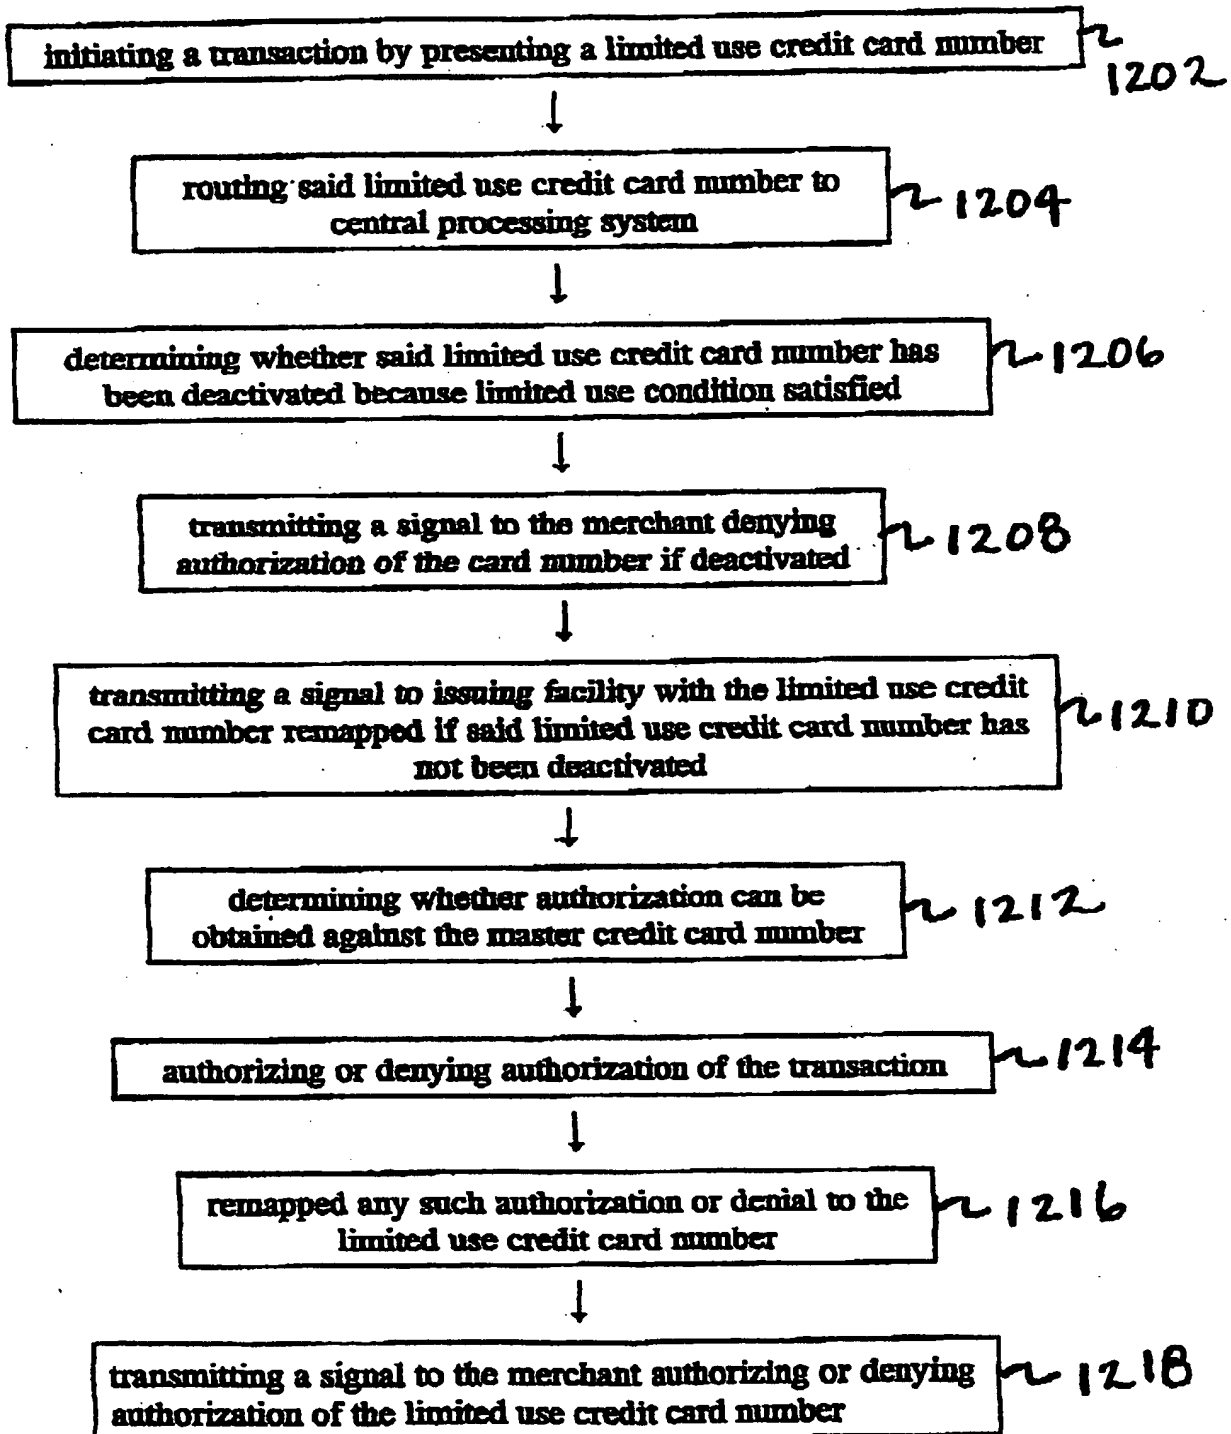 initiating a transaction by presenting a limited use credit card number
1202
routing said limited use credit card number to
central processing system
1204
determining whether said limited use credit card number has
been deactivated because limited use condition satisfied
1206
transmitting a signal to the merchant denying
authorization of the card number if deactivated
1208
transmitting a signal to issuing facility with the limited use credit
card number remapped if said limited use credit card number has
not been deactivated
1210
determining whether authorization can be
obtained against the master credit card number
1212
authorizing or denying authorization of the transaction
1214
remapped any such authorization or denial to the
limited use credit card number
1216
transmitting a signal to the merchant authorizing or denying
authorization of the limited use credit card number
1218